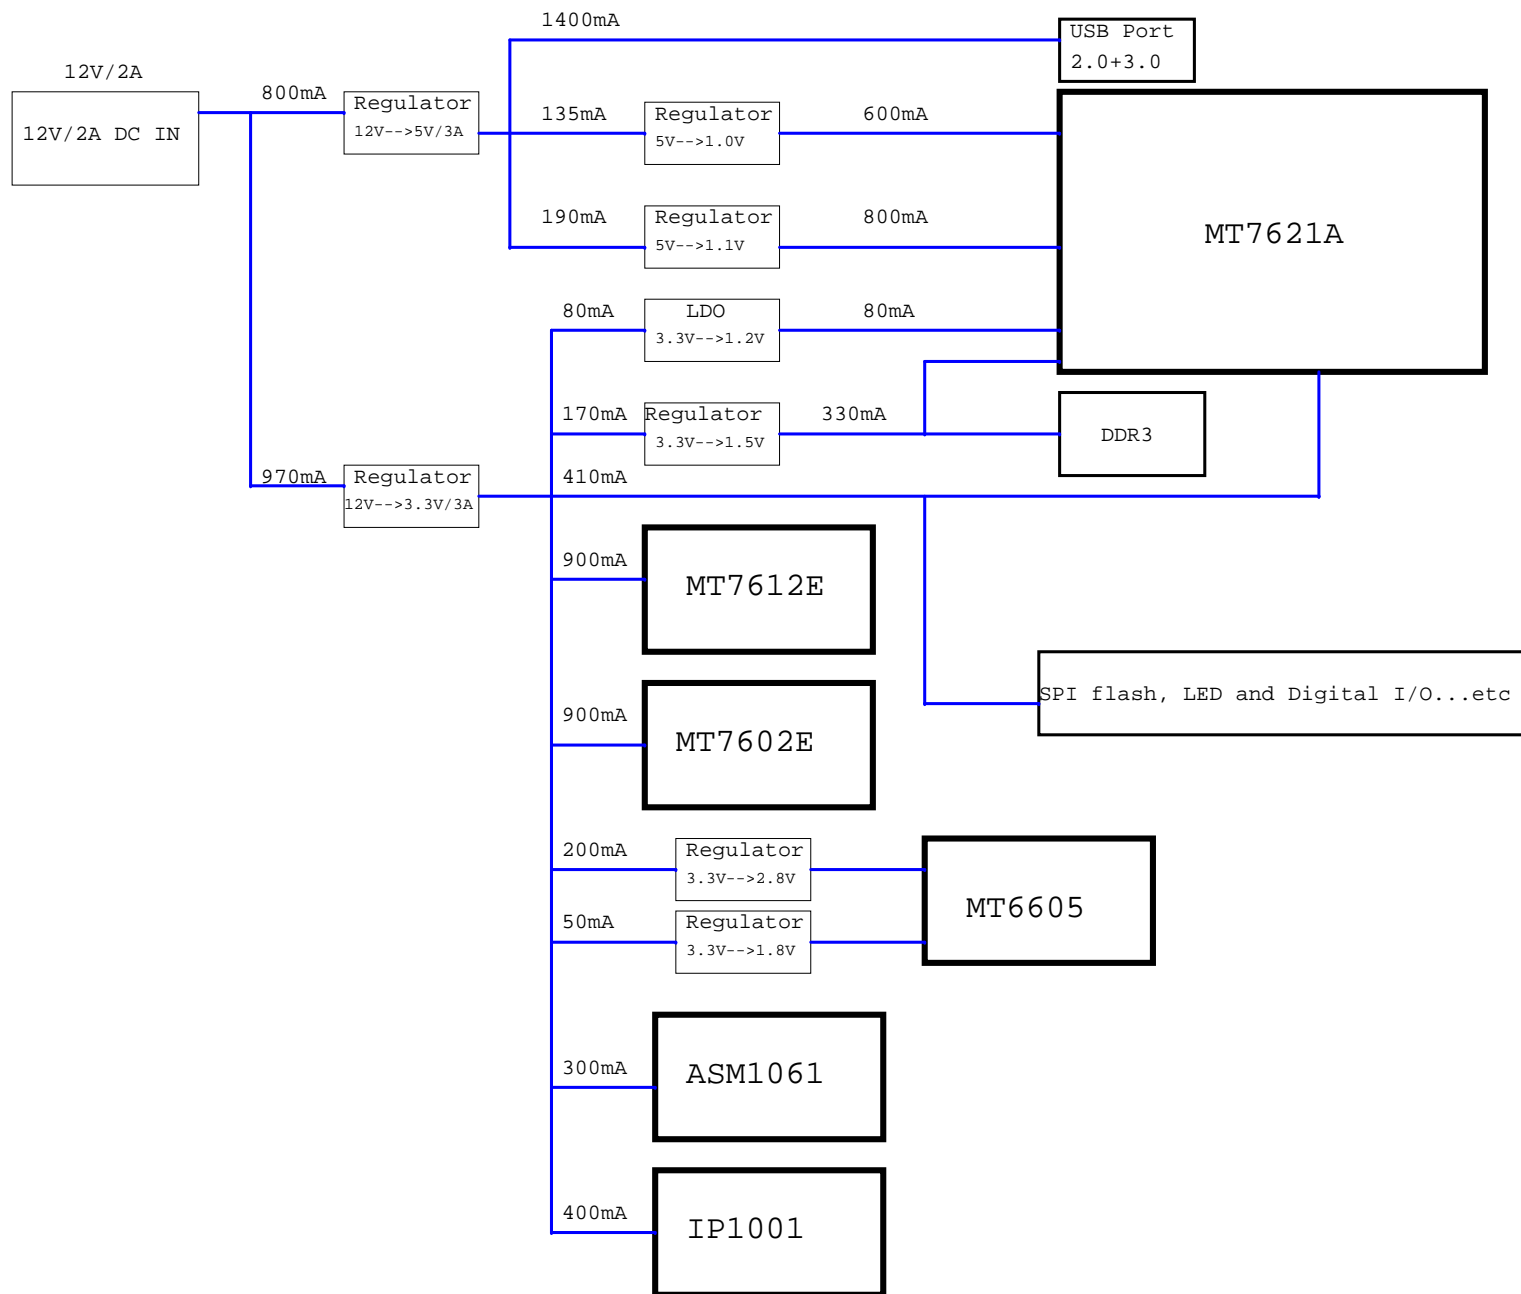 1400mA
USB Port
2.0+3.0
12V/2A
12V/2A DC IN
800mA
Regulator
12V-->5V/3A
135mA
Regulator
5V-->1.0V
600mA
190mA
Regulator
5V-->1.1V
800mA
MT7621A
80mA
LDO
3.3V-->1.2V
80mA
170mA
Regulator
3.3V-->1.5V
330mA
DDR3
970mA
Regulator
12V-->3.3V/3A
410mA
900mA
MT7612E
SPI flash, LED and Digital I/O...etc
900mA
MT7602E
200mA
Regulator
3.3V-->2.8V
MT6605
50mA
Regulator
3.3V-->1.8V
300mA
ASM1061
400mA
IP1001